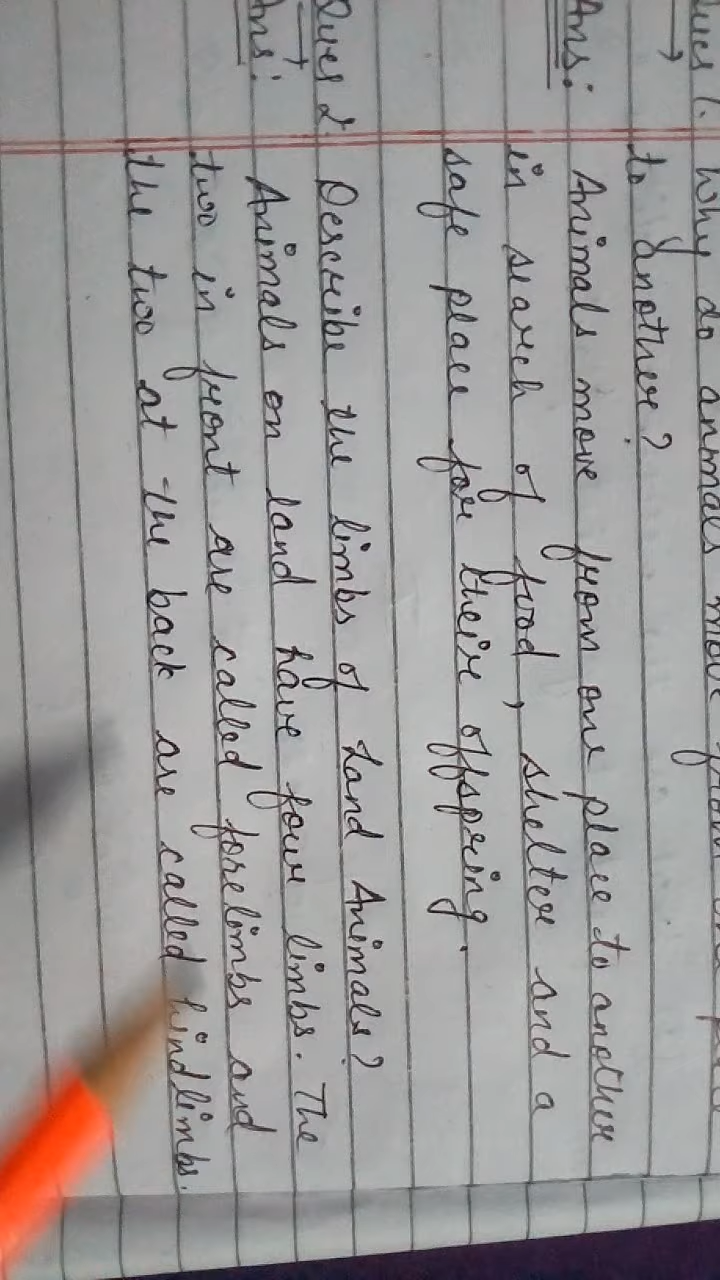 Ques 1. Why do animals move from one place
to another?
Ans: Animals move from one place to another
in search of food, shelter and a
safe place for their offspring.
Ques 2. Describe the limbs of Land Animals?
Ans: Animals on land have four limbs. The
two in front are called forelimbs and
the two at the back are called hindlimbs.